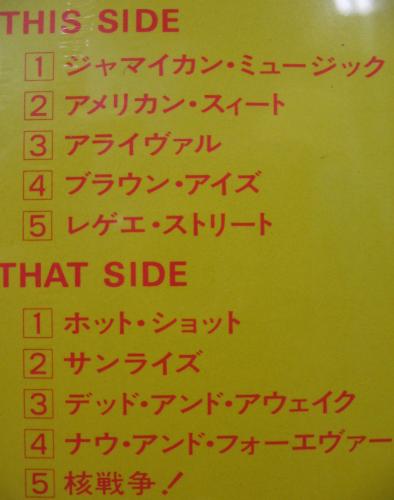 THIS SIDE
1 ジャマイカン・ミュージック
2 アメリカン・スィート
3 アライヴァル
4 ブラウン・アイズ
5 レゲエ・ストリート
THAT SIDE
1 ホット・ショット
2 サンライズ
3 デッド・アンド・アウェイク
4 ナウ・アンド・フォーエヴァー
5 核戦争!